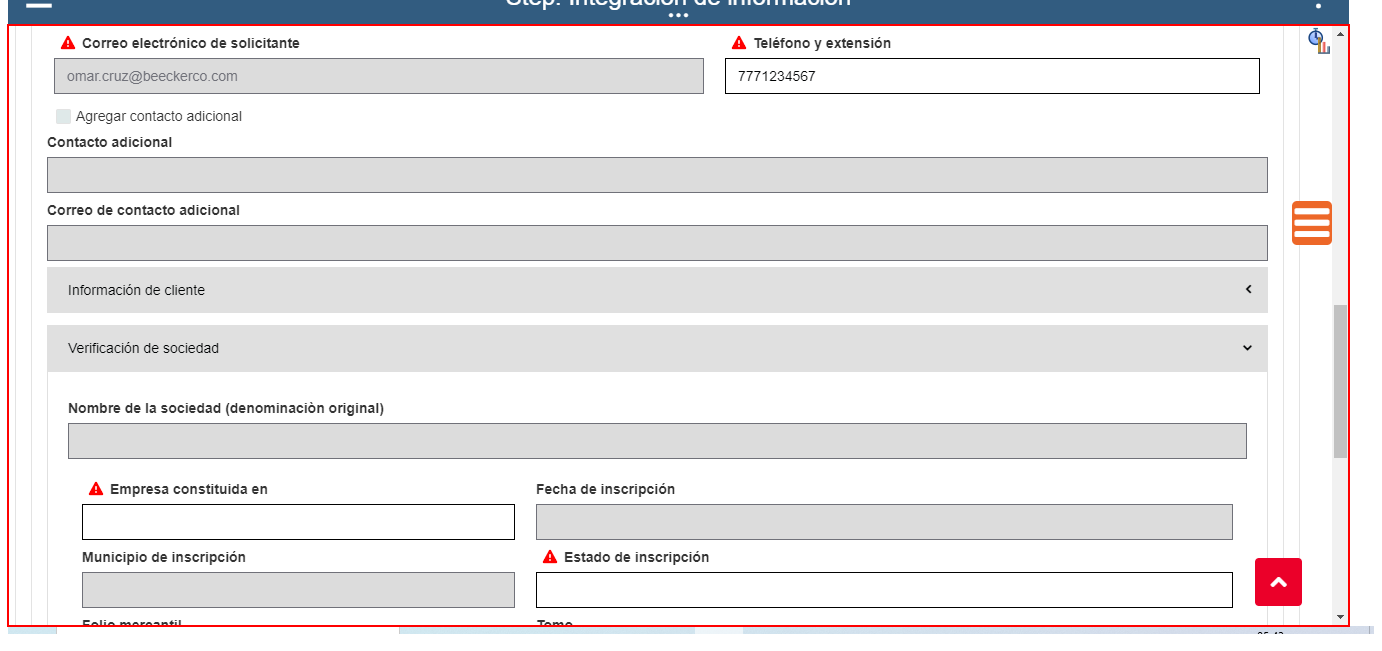 Step: Integración de información
Correo electrónico de solicitante
Teléfono y extensión
omar.cruz@beeckerco.com
7771234567
Agregar contacto adicional
Contacto adicional
Correo de contacto adicional
Información de cliente
Verificación de sociedad
Nombre de la sociedad (denominaciòn original)
Empresa constituida en
Fecha de inscripción
Municipio de inscripción
Estado de inscripción
Folio mercantil
Tomo